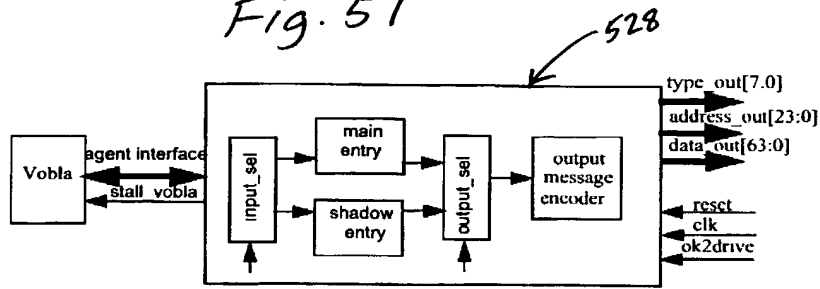 Fig. 51
528
type_out[7.0]
address_out[23:0]
data_out[63:0]
Vobla
agent interface
stall_vobla
input_sel
main
entry
shadow
entry
output_sel
output
message
encoder
reset
clk
ok2drive